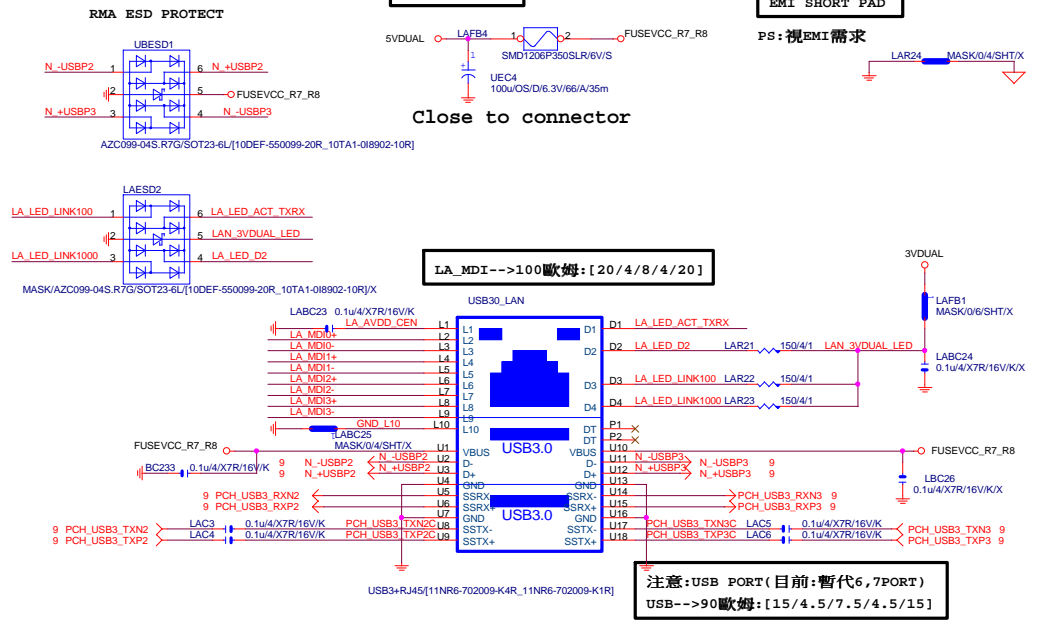 RMA ESD PROTECT
UBESD1
N_-USBP2 1 6 N_+USBP2
2 5 FUSEVCC_R7_R8
N_+USBP3 3 4 N_-USBP3
AZC099-04S.R7G/SOT23-6L/[10DEF-550099-20R_10TA1-0I8902-10R]
5VDUAL LAFB4 1 2 FUSEVCC_R7_R8
SMD1206P350SLR/6V/S
1
+
UEC4
100u/OS/D/6.3V/66/A/35m
Close to connector
EMI SHORT PAD
PS:視EMI需求
LAR24 MASK/0/4/SHT/X
LAESD2
LA_LED_LINK100 1 6 LA_LED_ACT_TXRX
2 5 LAN_3VDUAL_LED
LA_LED_LINK1000 3 4 LA_LED_D2
MASK/AZC099-04S.R7G/SOT23-6L/[10DEF-550099-20R_10TA1-0I8902-10R]/X
LA_MDI-->100歐姆:[20/4/8/4/20]
3VDUAL
LAFB1
MASK/0/6/SHT/X
LABC24
0.1u/4/X7R/16V/K/X
USB30_LAN
LABC23 0.1u/4/X7R/16V/K
LA_AVDD_CEN L1 L1 D1 D1 LA_LED_ACT_TXRX
LA_MDI0+ L2 L2
LA_MDI0- L3 L3 D2 D2 LA_LED_D2 LAR21 150/4/1 LAN_3VDUAL_LED
LA_MDI1+ L4 L4
LA_MDI1- L5 L5
LA_MDI2+ L6 L6 D3 D3 LA_LED_LINK100 LAR22 150/4/1
LA_MDI2- L7 L7
LA_MDI3+ L8 L8 D4 D4 LA_LED_LINK1000 LAR23 150/4/1
LA_MDI3- L9 L9
GND_L10 L10 L10 DT P1
LABC25 DT P2
MASK/0/4/SHT/X
USB3.0
FUSEVCC_R7_R8 U1 VBUS VBUS U10 FUSEVCC_R7_R8
BC233 0.1u/4/X7R/16V/K 9 N_-USBP2 N_-USBP2 U2 D- D- U11 N_-USBP3 N_-USBP3 9
9 N_+USBP2 N_+USBP2 U3 D+ D+ U12 N_+USBP3 N_+USBP3 9
LBC26
0.1u/4/X7R/16V/K/X
U4 GND GND U13
9 PCH_USB3_RXN2 U5 SSRX- SSRX- U14 PCH_USB3_RXN3 9
9 PCH_USB3_RXP2 U6 SSRX+ SSRX+ U15 PCH_USB3_RXP3 9
USB3.0
U7 GND GND U16
9 PCH_USB3_TXN2 LAC3 0.1u/4/X7R/16V/K PCH_USB3_TXN2C U8 SSTX- SSTX- U17 PCH_USB3_TXN3C LAC5 0.1u/4/X7R/16V/K PCH_USB3_TXN3 9
9 PCH_USB3_TXP2 LAC4 0.1u/4/X7R/16V/K PCH_USB3_TXP2C U9 SSTX+ SSTX+ U18 PCH_USB3_TXP3C LAC6 0.1u/4/X7R/16V/K PCH_USB3_TXP3 9
USB3+RJ45/[11NR6-702009-K4R_11NR6-702009-K1R]
注意:USB PORT(目前:暫代6,7PORT)
USB-->90歐姆:[15/4.5/7.5/4.5/15]